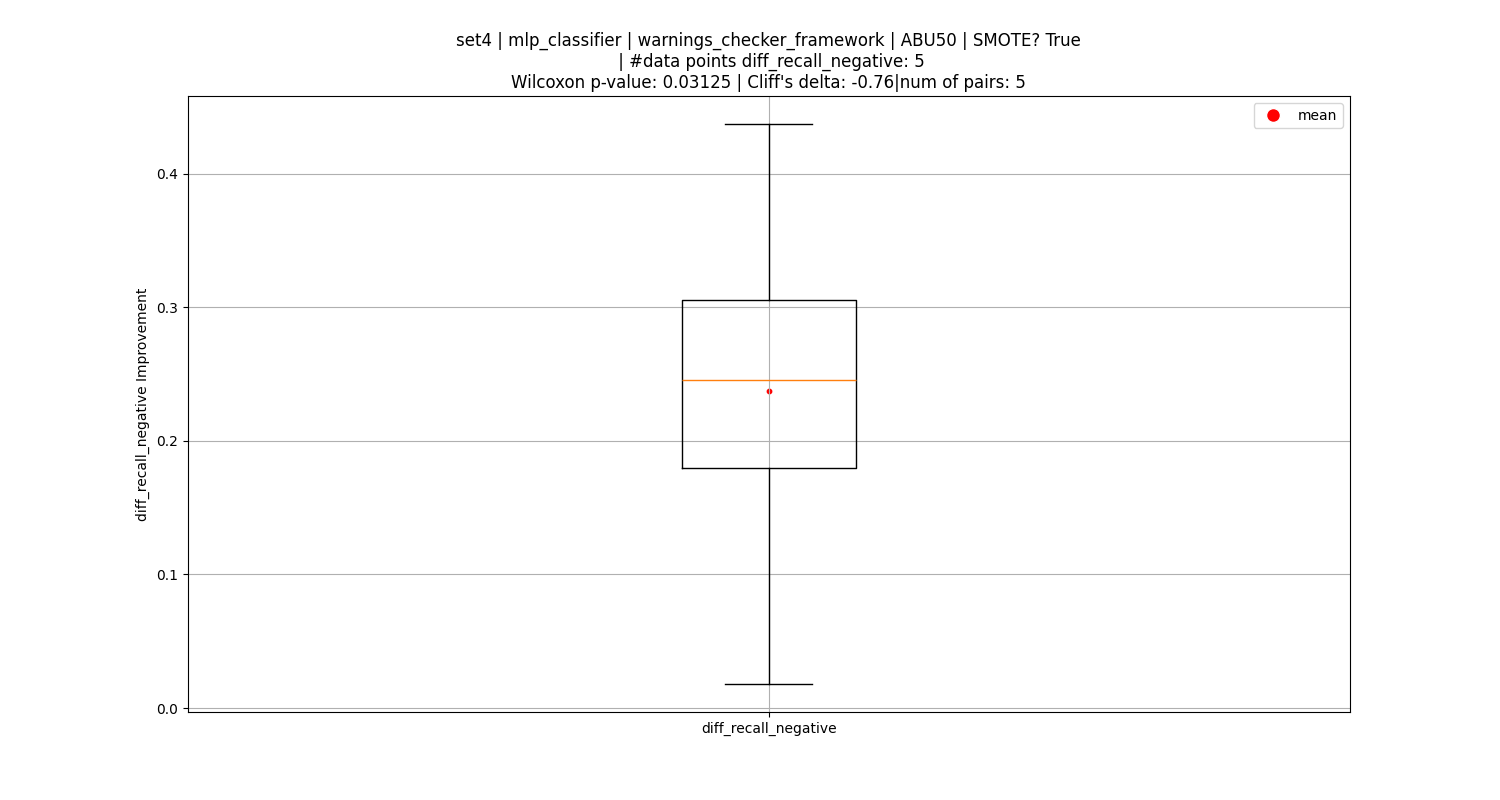 set4 | mlp_classifier | warnings_checker_framework | ABU50 | SMOTE? True
| #data points diff_recall_negative: 5
Wilcoxon p-value: 0.03125 | Cliff's delta: -0.76|num of pairs: 5
mean
0.4
0.3
0.2
0.1
0.0
diff_recall_negative Improvement
diff_recall_negative